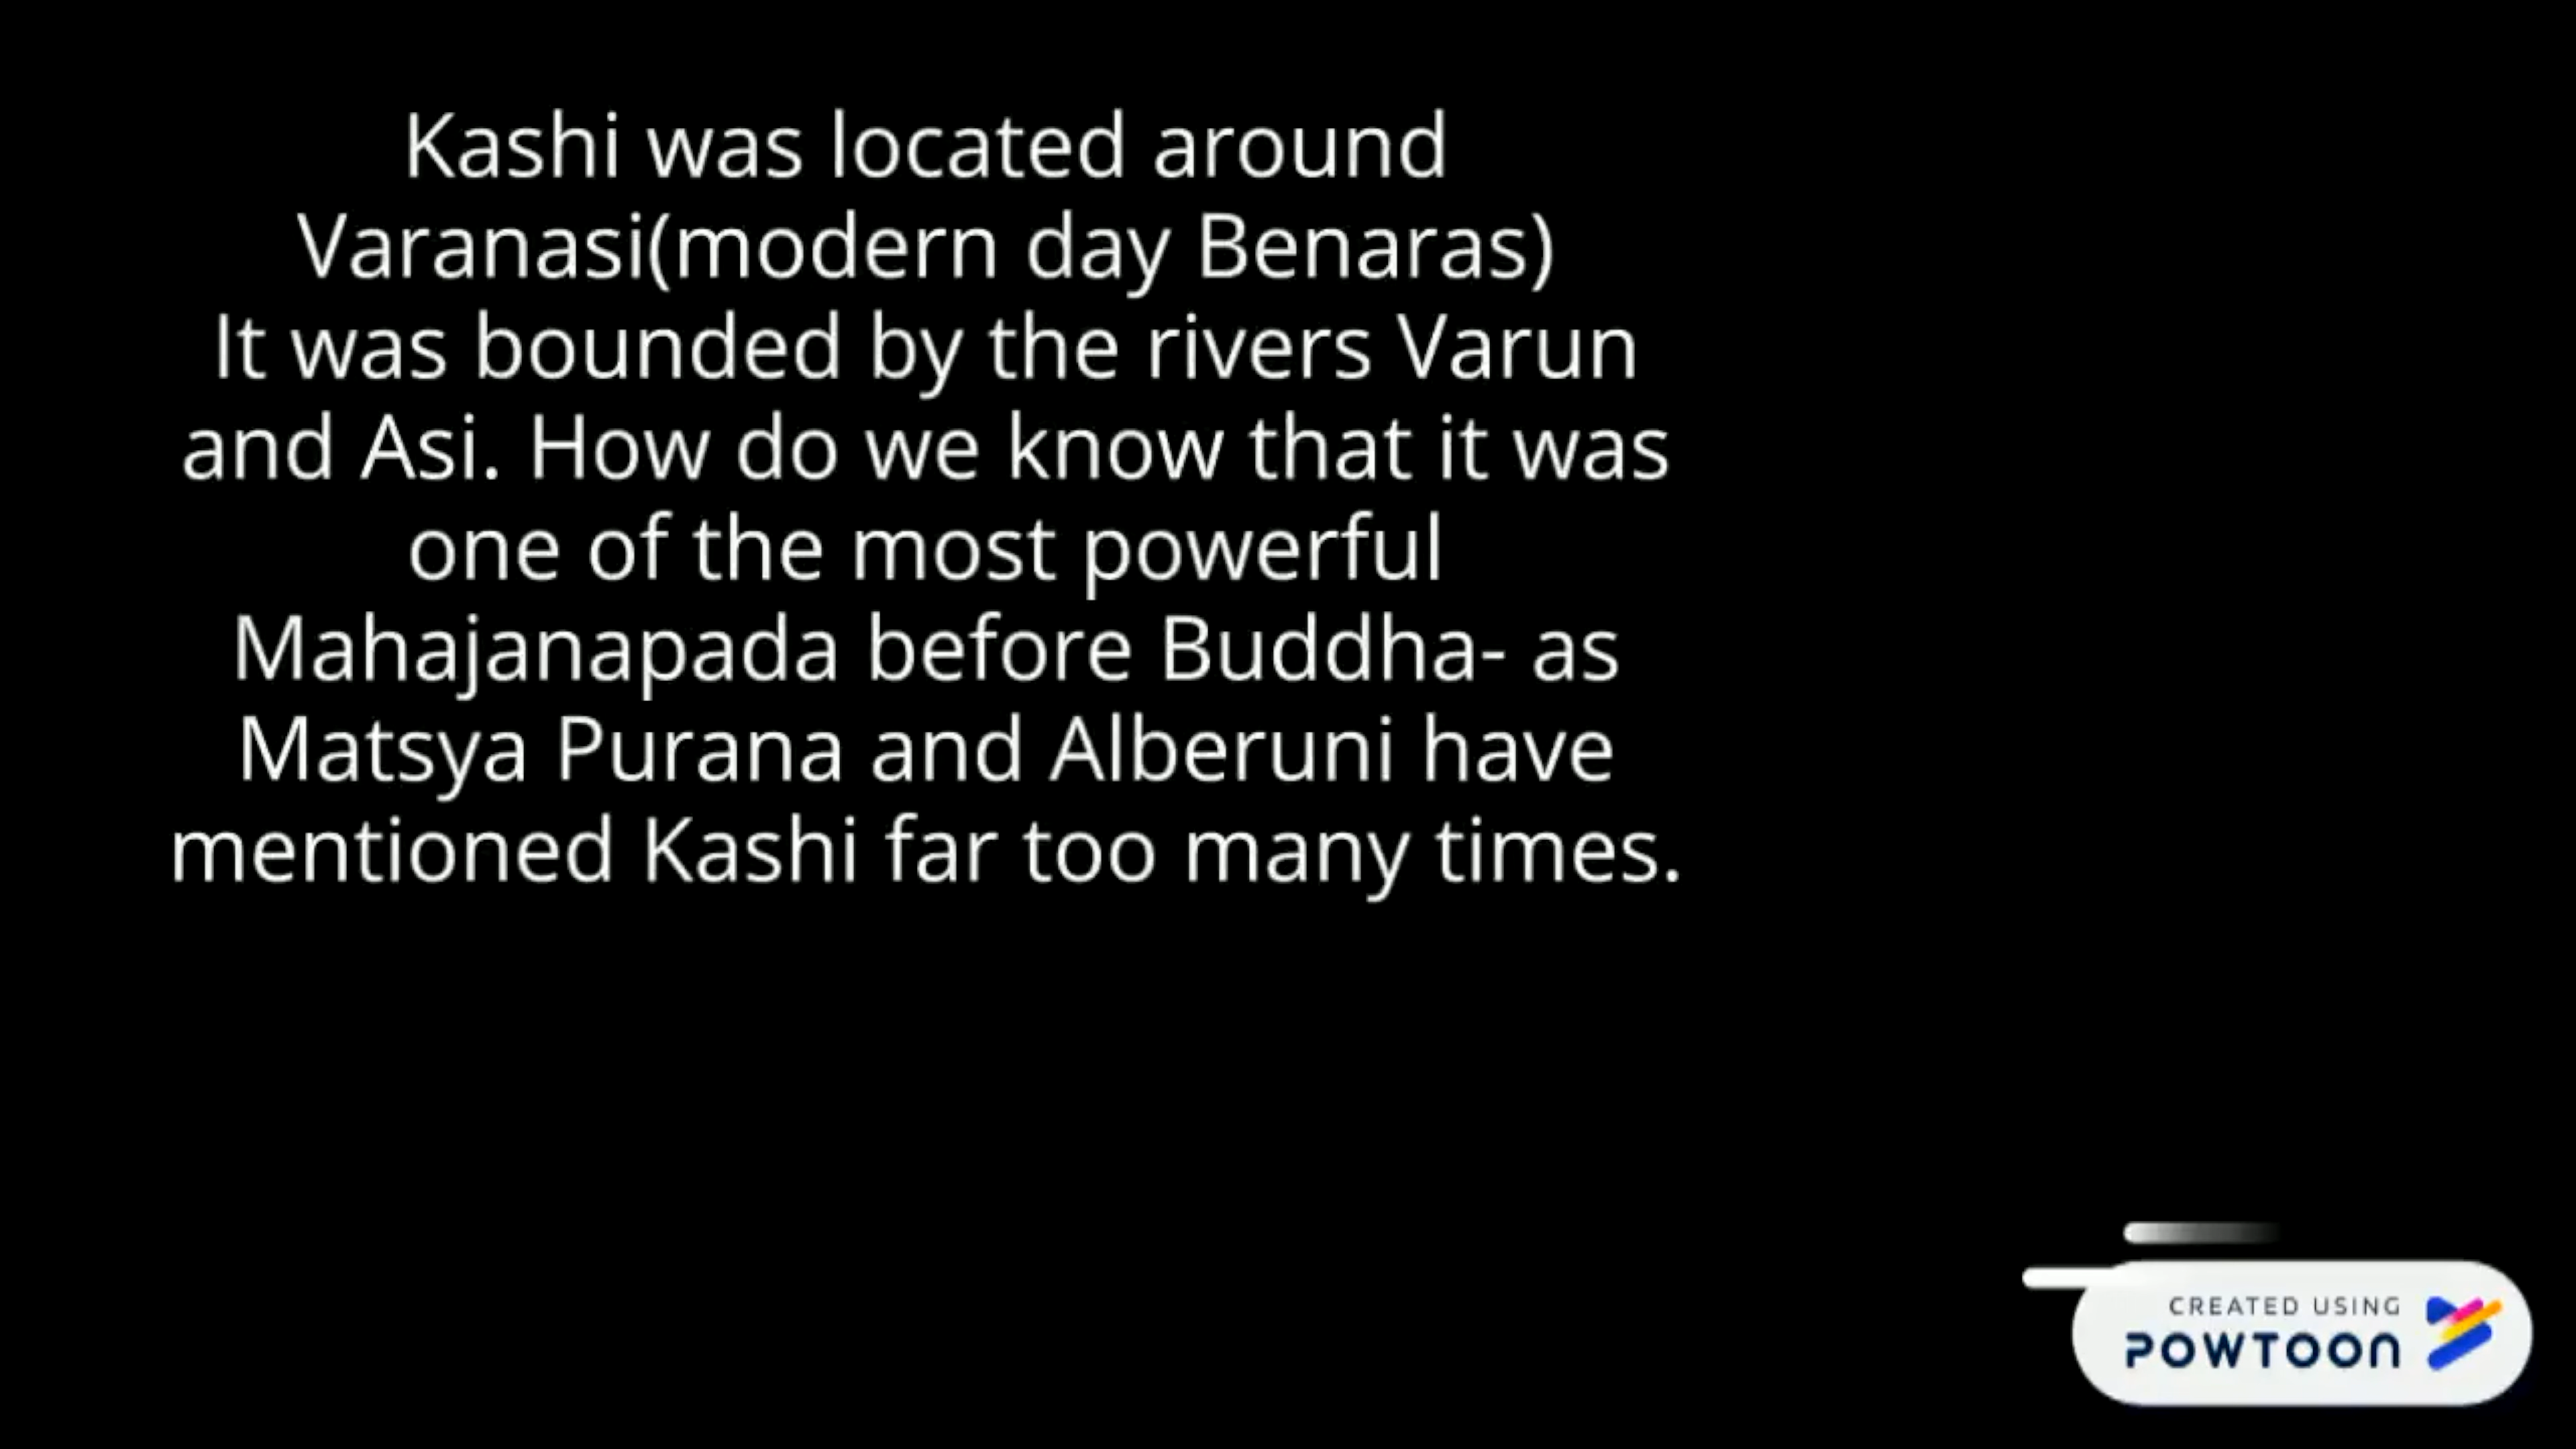 Kashi was located around
Varanasi(modern day Benaras)
It was bounded by the rivers Varun
and Asi. How do we know that it was
one of the most powerful
Mahajanapada before Buddha- as
Matsya Purana and Alberuni have
mentioned Kashi far too many times.
CREATED USING
POWTOON